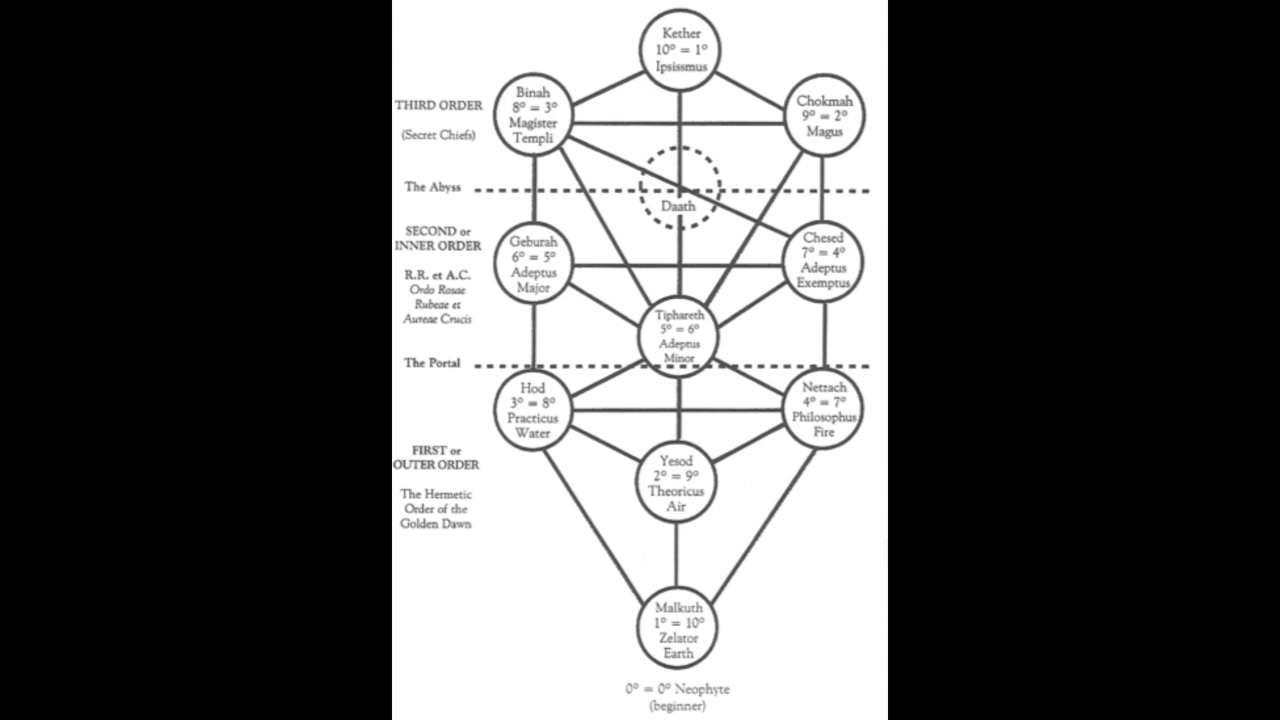 Kether
10° = 1°
Ipsissmus
Binah
8° = 3°
Magister
Templi
Chokmah
9° = 2°
Magus
THIRD ORDER
(Secret Chiefs)
The Abyss
Daath
SECOND or
INNER ORDER
R.R. et A.C.
Ordo Rosae
Rubeae et
Aureae Crucis
Geburah
6° = 5°
Adeptus
Major
Chesed
7° = 4°
Adeptus
Exemptus
Tiphareth
5° = 6°
Adeptus
Minor
The Portal
Hod
3° = 8°
Practicus
Water
Netzach
4° = 7°
Philosophus
Fire
FIRST or
OUTER ORDER
The Hermetic
Order of the
Golden Dawn
Yesod
2° = 9°
Theoricus
Air
Malkuth
1° = 10°
Zelator
Earth
0° = 0° Neophyte
(beginner)